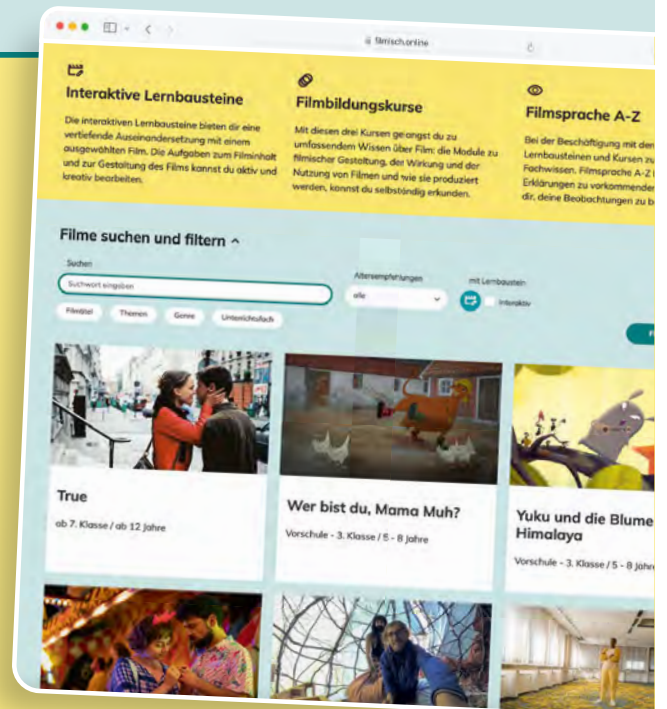 filmisch.online
Interaktive Lernbausteine
Die interaktiven Lernbausteine bieten dir eine
vertiefende Auseinandersetzung mit einem
ausgewählten Film. Die Aufgaben zum Filminhalt
und zur Gestaltung des Films kannst du aktiv und
kreativ bearbeiten.
Filmbildungskurse
Mit diesen drei Kursen gelangst du zu
umfassendem Wissen über Film: die Module zu
filmischer Gestaltung, der Wirkung und der
Nutzung von Filmen und wie sie produziert
werden, kannst du selbständig erkunden.
Filmsprache A-Z
Bei der Beschäftigung mit den
Lernbausteinen und Kursen zu
Fachwissen. Filmsprache A-Z
Erklärungen zu vorkommenden
dir, deine Beobachtungen zu b
Filme suchen und filtern
Suchen
Suchwort eingeben
Filmtitel Themen Genre Unterrichtsfach
Altersempfehlungen
alle
mit Lernbaustein
Interaktiv
True
ab 7. Klasse / ab 12 Jahre
Wer bist du, Mama Muh?
Vorschule - 3. Klasse / 5 - 8 Jahre
Yuku und die Blume
Himalaya
Vorschule - 3. Klasse / 5 - 8 Jahre